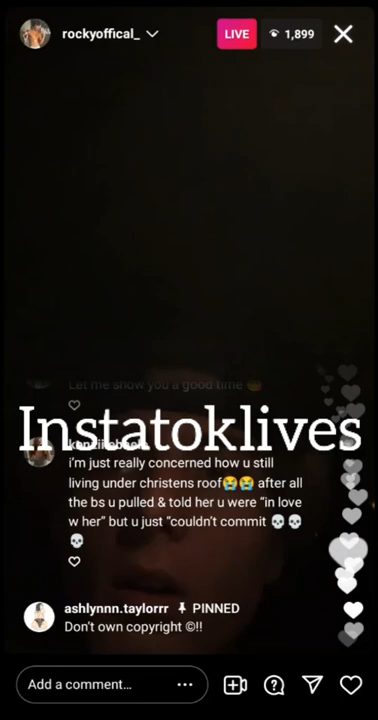 rockyoffical_
LIVE
1,899
Let me show you a good time
Instatoklives
i'm just really concerned how u still
living under christens roof😭😭 after all
the bs u pulled & told her u were “in love
w her” but u just “couldn't commit 💀💀
💀
ashlynnn.taylorrr PINNED
Don't own copyright ©!!
Add a comment...